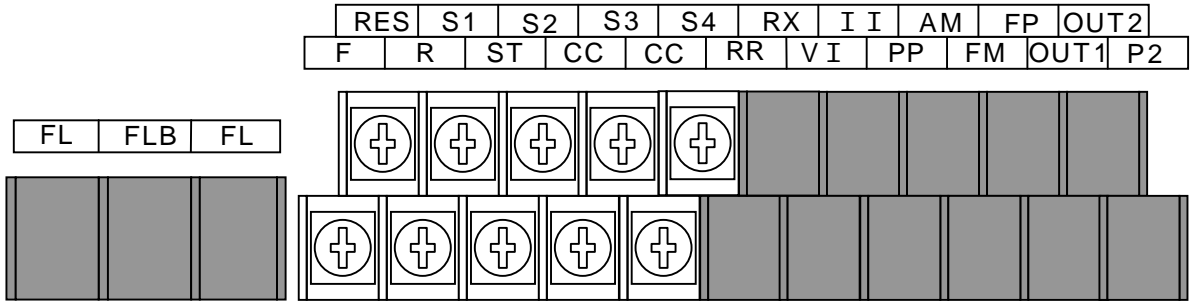 RES S1 S2 S3 S4 RX II AM FP OUT2
F R ST CC CC RR VI PP FM OUT1 P2
FL FLB FL